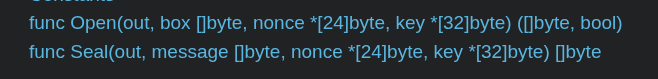 Constants
func Open(out, box []byte, nonce *[24]byte, key *[32]byte) ([]byte, bool)
func Seal(out, message []byte, nonce *[24]byte, key *[32]byte) []byte